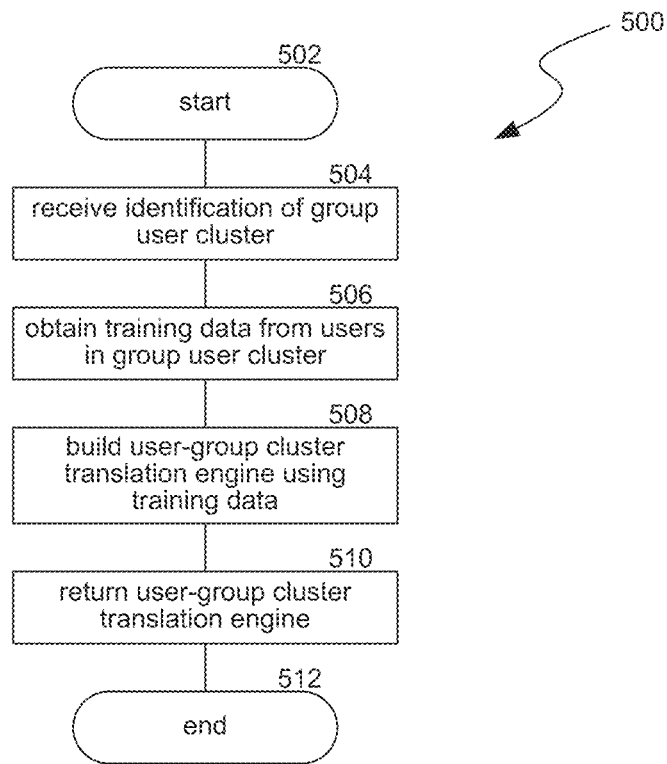 500
502
start
504
receive identification of group
user cluster
506
obtain training data from users
in group user cluster
508
build user-group cluster
translation engine using
training data
510
return user-group cluster
translation engine
512
end